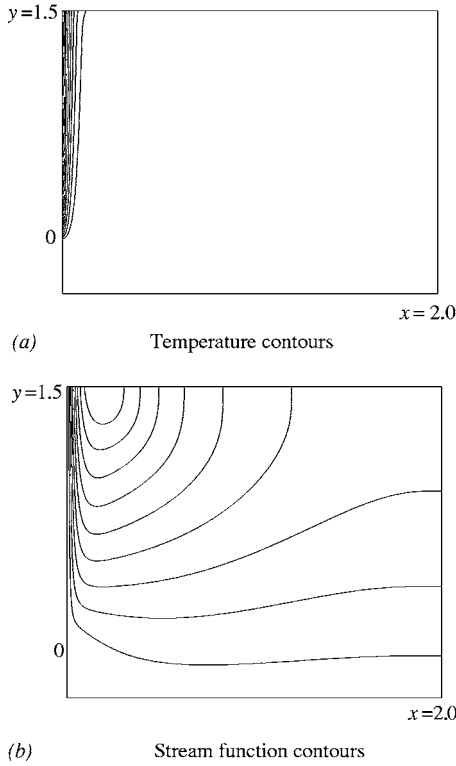 y=1.5
0
x=2.0
(a) Temperature contours
y=1.5
0
x=2.0
(b) Stream function contours